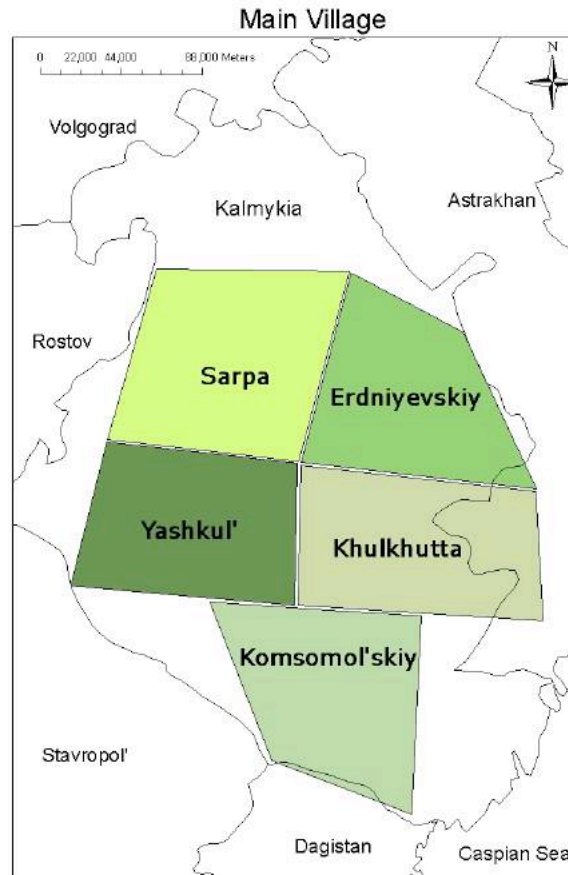 Main Village
0 22,000 44,000 88,000 Meters
N
Volgograd
Kalmykia
Astrakhan
Rostov
Sarpa
Erdniyevskiy
Yashkul'
Khulkhutta
Komsomol'skiy
Stavropol'
Dagistan
Caspian Sea